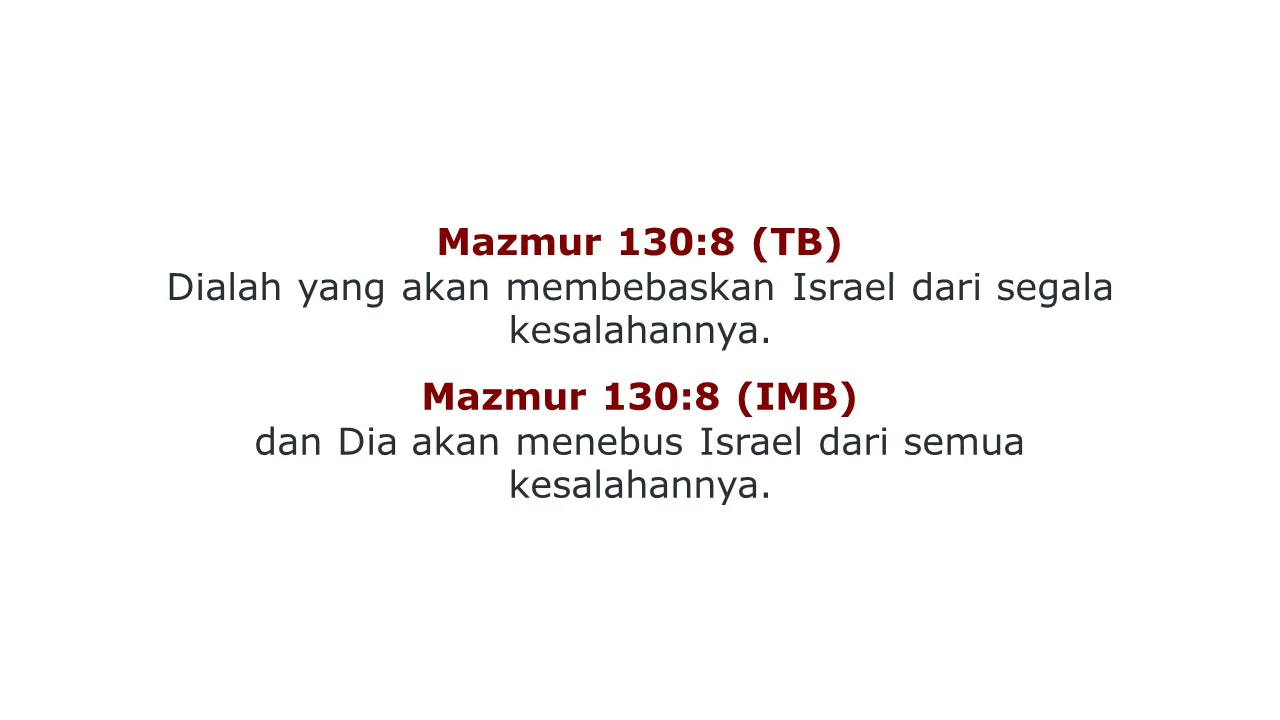 Mazmur 130:8 (TB)
Dialah yang akan membebaskan Israel dari segala
kesalahannya.
Mazmur 130:8 (IMB)
dan Dia akan menebus Israel dari semua
kesalahannya.